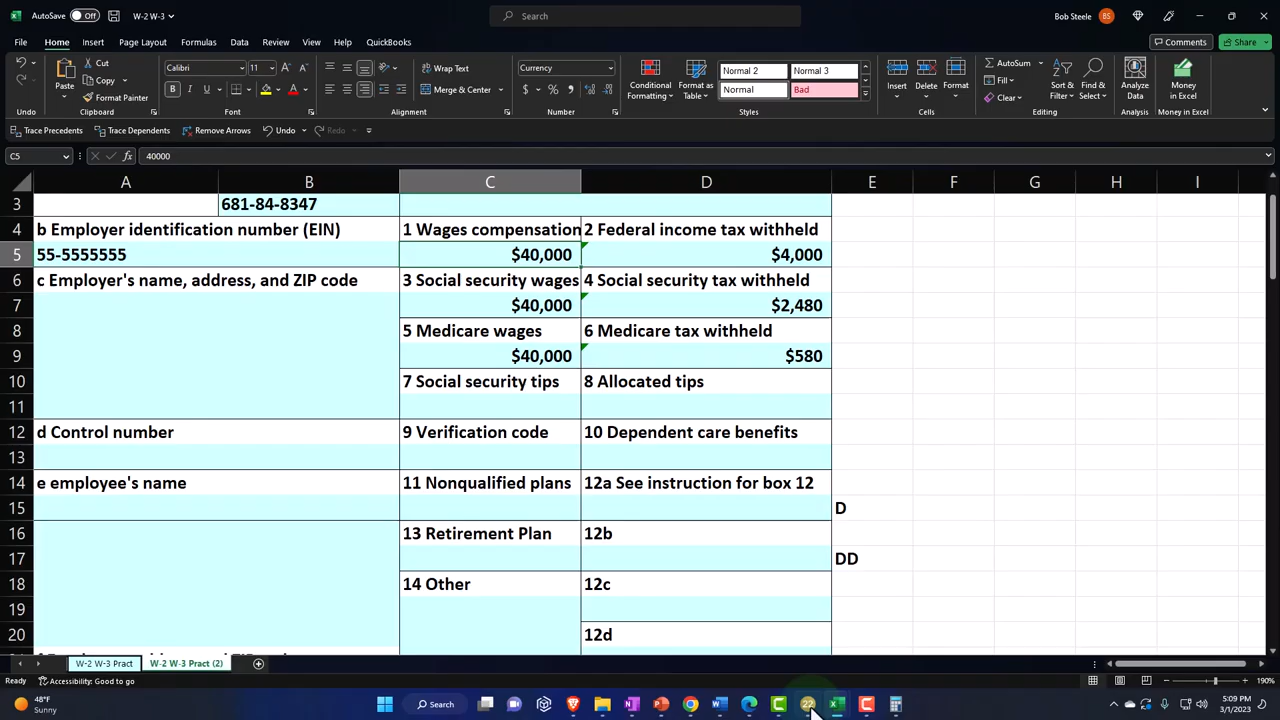 AutoSave Off W-2 W-3 Search Bob Steele BS
File Home Insert Page Layout Formulas Data Review View Help QuickBooks Comments Share
Cut Calibri 11 Wrap Text Currency Normal 2 Normal 3 AutoSum
Copy Fill
Paste Format Painter B I U Merge & Center $ % Conditional Formatting Format as Table Normal Bad Insert Delete Format Clear Sort & Filter Find & Select Analyze Data Money in Excel
Undo Clipboard Font Alignment Number Styles Cells Editing Analysis Money in Excel
Trace Precedents Trace Dependents Remove Arrows Undo Redo
C5 fx 40000
A B C D E F G H I
3 681-84-8347
4 b Employer identification number (EIN) 1 Wages compensation 2 Federal income tax withheld
5 55-5555555 $40,000 $4,000
6 c Employer's name, address, and ZIP code 3 Social security wages 4 Social security tax withheld
7 $40,000 $2,480
8 5 Medicare wages 6 Medicare tax withheld
9 $40,000 $580
10 7 Social security tips 8 Allocated tips
11
12 d Control number 9 Verification code 10 Dependent care benefits
13
14 e employee's name 11 Nonqualified plans 12a See instruction for box 12
15 D
16 13 Retirement Plan 12b
17 DD
18 14 Other 12c
19
20 12d
W-2 W-3 Pract W-2 W-3 Pract (2)
Ready Accessibility: Good to go 190%
48°F
Sunny
Search 22
5:09 PM
3/1/2023